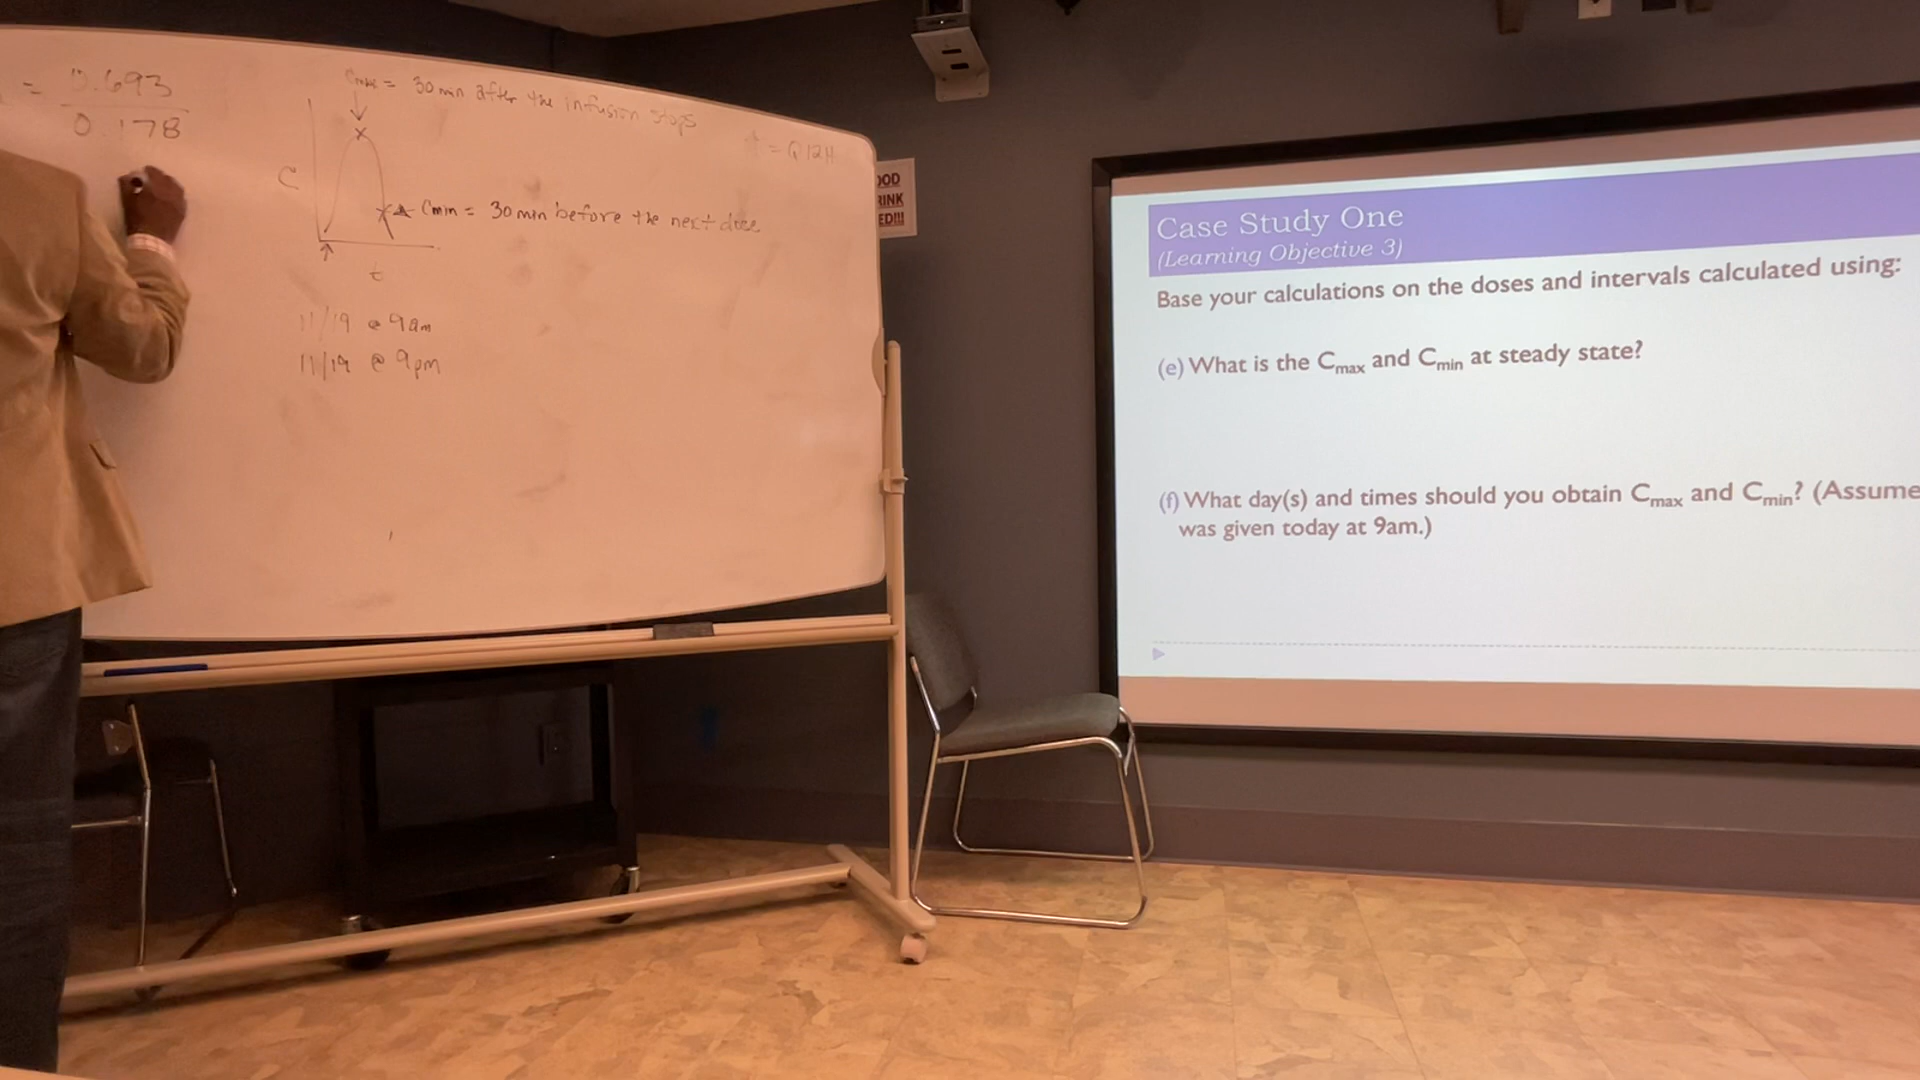 = 0.693
0.178
Cmax = 30 min after the infusion stops
t = Q12H
C
Cmin = 30 min before the next dose
t
11/19 @ 9am
11/19 @ 9pm
OOD
RINK
ED!!!
Case Study One
(Learning Objective 3)
Base your calculations on the doses and intervals calculated using:
(e) What is the Cmax and Cmin at steady state?
(f) What day(s) and times should you obtain Cmax and Cmin? (Assume
was given today at 9am.)